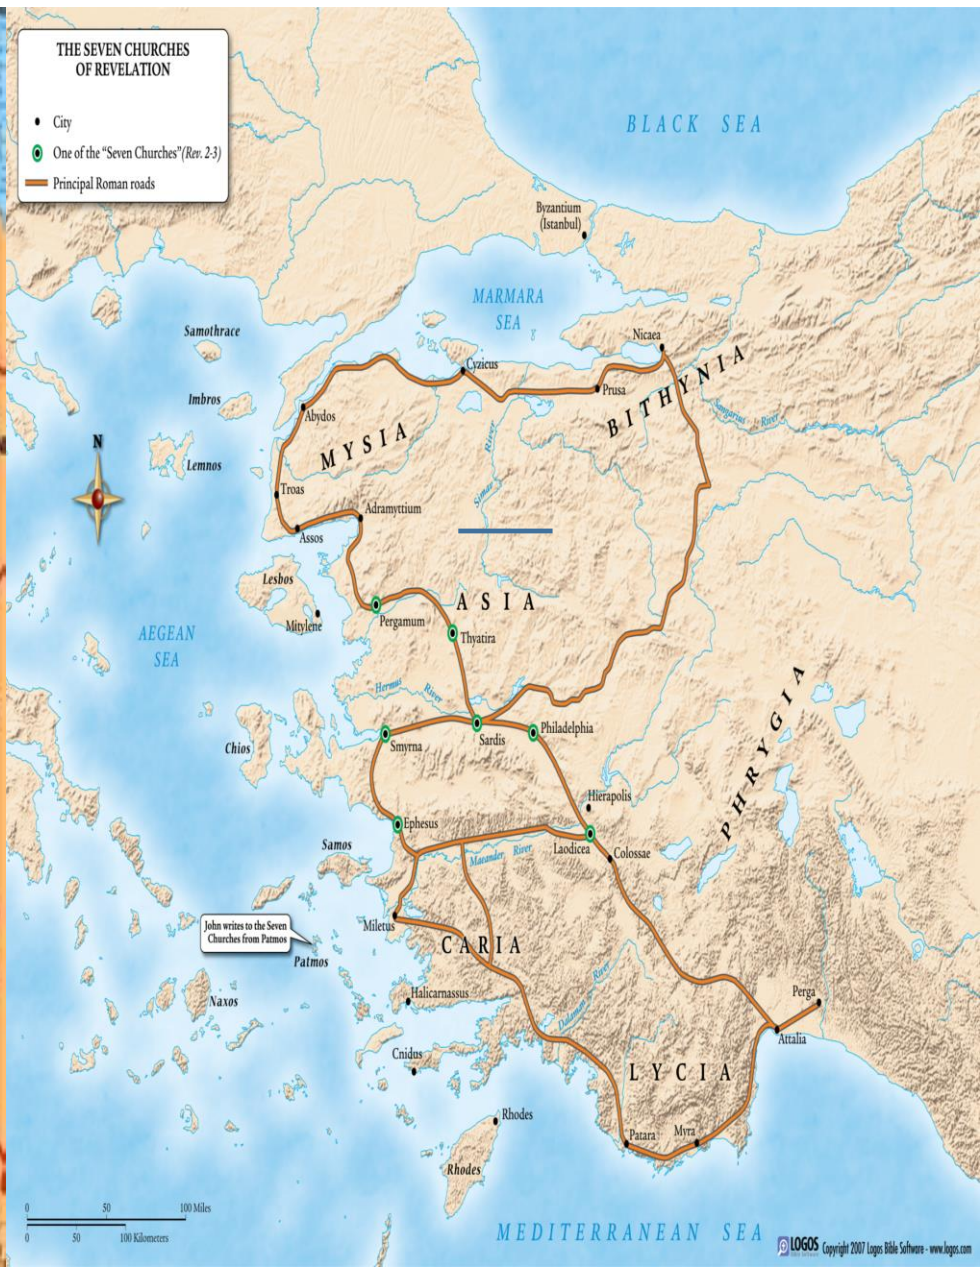 THE SEVEN CHURCHES
OF REVELATION
City
One of the "Seven Churches" (Rev. 2-3)
Principal Roman roads
BLACK SEA
Byzantium
(Istanbul)
MARMARA
SEA
Samothrace
Nicaea
Cyzicus
Prusa
BITHYNIA
Imbros
Abydos
Sangarius River
MYSIA
N
Lemnos
Simav River
Troas
Adramyttium
Assos
Lesbos
ASIA
Mitylene
Pergamum
AEGEAN
SEA
Thyatira
Hermus River
PHRYGIA
Chios
Smyrna
Sardis
Philadelphia
Hierapolis
Ephesus
Samos
Laodicea
Maeander River
Colossae
John writes to the Seven
Churches from Patmos
Miletus
CARIA
Patmos
Naxos
Halicarnassus
Perga
River
Attalia
Cnidus
LYCIA
Rhodes
Patara
Myra
Rhodes
0 50 100 Miles
0 50 100 Kilometers
MEDITERRANEAN SEA
LOGOS Copyright 2007 Logos Bible Software - www.logos.com